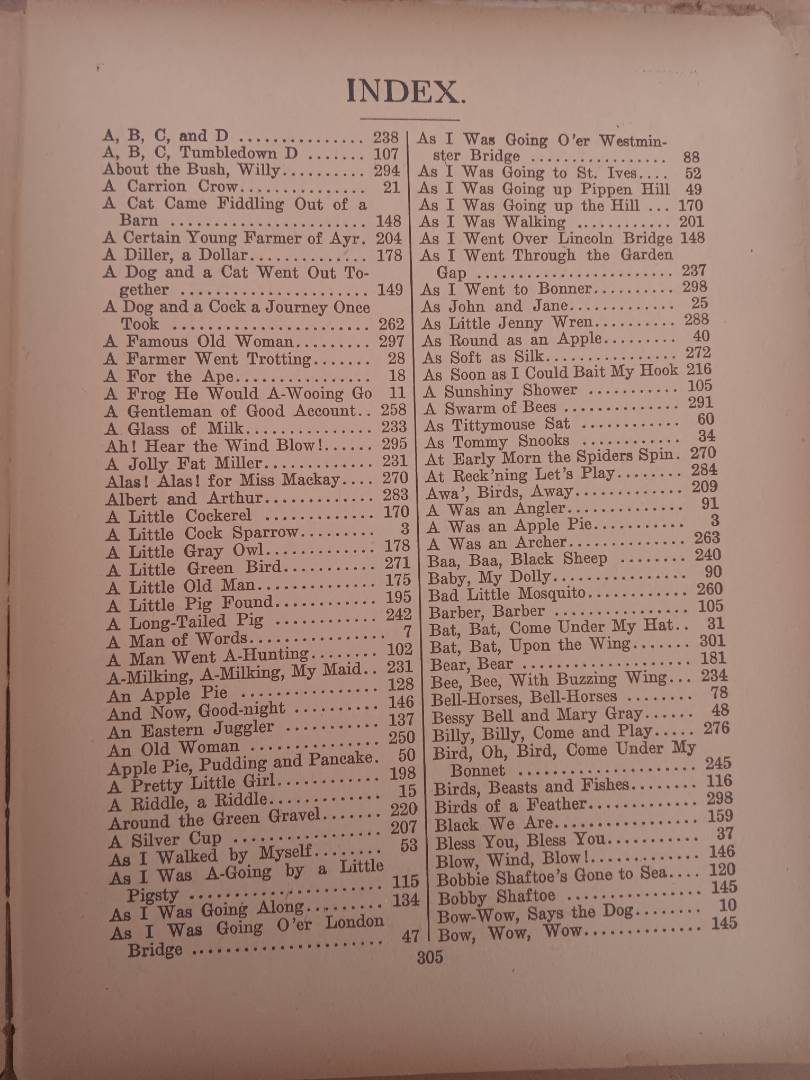 INDEX.
A, B, C, and D ............... 238
A, B, C, Tumbledown D ....... 107
About the Bush, Willy.......... 294
A Carrion Crow............... 21
A Cat Came Fiddling Out of a
Barn ....................... 148
A Certain Young Farmer of Ayr. 204
A Diller, a Dollar.............. 178
A Dog and a Cat Went Out To-
gether ...................... 149
A Dog and a Cock a Journey Once
Took ....................... 262
A Famous Old Woman......... 297
A Farmer Went Trotting....... 28
A For the Ape................ 18
A Frog He Would A-Wooing Go 11
A Gentleman of Good Account.. 258
A Glass of Milk............... 233
Ah! Hear the Wind Blow!...... 295
A Jolly Fat Miller............. 231
Alas! Alas! for Miss Mackay.... 270
Albert and Arthur............. 283
A Little Cockerel ............. 170
A Little Cock Sparrow......... 3
A Little Gray Owl............. 178
A Little Green Bird........... 271
A Little Old Man.............. 175
A Little Pig Found............ 195
A Long-Tailed Pig ............ 242
A Man of Words................ 7
A Man Went A-Hunting........ 102
A-Milking, A-Milking, My Maid.. 231
An Apple Pie ................ 128
And Now, Good-night .......... 146
An Eastern Juggler ........... 137
An Old Woman ............... 250
Apple Pie, Pudding and Pancake. 50
A Pretty Little Girl............ 198
A Riddle, a Riddle............. 15
Around the Green Gravel....... 220
A Silver Cup ................. 207
As I Walked by Myself........ 53
As I Was A-Going by a Little
Pigsty ...................... 115
As I Was Going Along......... 134
As I Was Going O'er London
Bridge ..................... 47
As I Was Going O'er Westmin-
ster Bridge ................. 88
As I Was Going to St. Ives.... 52
As I Was Going up Pippen Hill 49
As I Was Going up the Hill ... 170
As I Was Walking ............ 201
As I Went Over Lincoln Bridge 148
As I Went Through the Garden
Gap ........................ 237
As I Went to Bonner.......... 298
As John and Jane............. 25
As Little Jenny Wren.......... 288
As Round as an Apple......... 40
As Soft as Silk................ 272
As Soon as I Could Bait My Hook 216
A Sunshiny Shower ........... 105
A Swarm of Bees .............. 291
As Tittymouse Sat ............ 60
As Tommy Snooks ............ 34
At Early Morn the Spiders Spin. 270
At Reck'ning Let's Play........ 284
Awa', Birds, Away............. 209
A Was an Angler.............. 91
A Was an Apple Pie........... 3
A Was an Archer.............. 263
Baa, Baa, Black Sheep ........ 240
Baby, My Dolly................ 90
Bad Little Mosquito............ 260
Barber, Barber ................ 105
Bat, Bat, Come Under My Hat.. 31
Bat, Bat, Upon the Wing....... 301
Bear, Bear .................... 181
Bee, Bee, With Buzzing Wing... 234
Bell-Horses, Bell-Horses ........ 78
Bessy Bell and Mary Gray...... 48
Billy, Billy, Come and Play..... 276
Bird, Oh, Bird, Come Under My
Bonnet ..................... 245
Birds, Beasts and Fishes........ 116
Birds of a Feather............. 298
Black We Are................. 159
Bless You, Bless You........... 37
Blow, Wind, Blow!............. 146
Bobbie Shaftoe's Gone to Sea.... 120
Bobby Shaftoe ................ 145
Bow-Wow, Says the Dog........ 10
Bow, Wow, Wow.............. 145
305